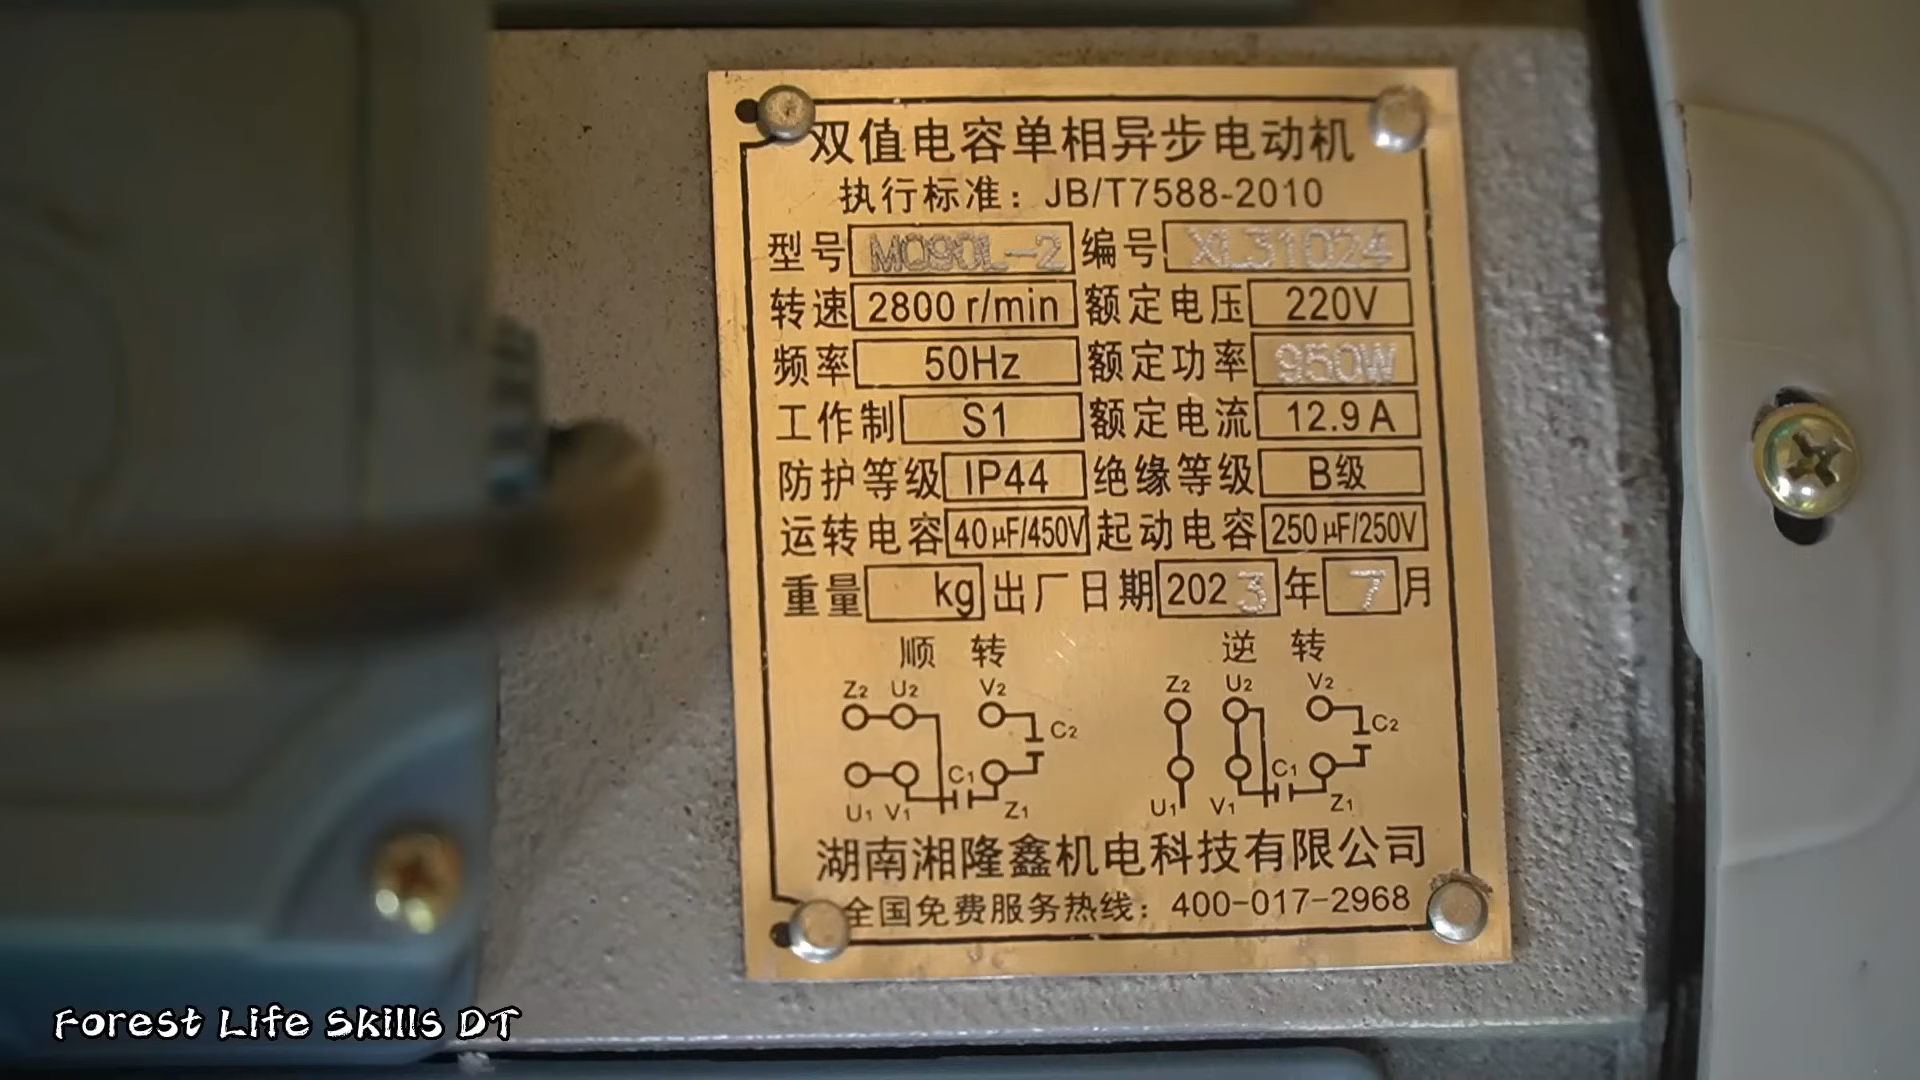 双值电容单相异步电动机
执行标准：JB/T7588-2010
型号 MQ90L-2 编号 XL31024
转速 2800 r/min 额定电压 220V
频率 50Hz 额定功率 950W
工作制 S1 额定电流 12.9A
防护等级 IP44 绝缘等级 B级
运转电容 40μF/450V 起动电容 250μF/250V
重量 kg 出厂日期 2023年 7月
顺转 逆转
Z2 U2 V2 Z2 U2 V2
C2 C2
C1 C1
U1 V1 Z1 U1 V1 Z1
湖南湘隆鑫机电科技有限公司
全国免费服务热线：400-017-2968
Forest Life Skills DT